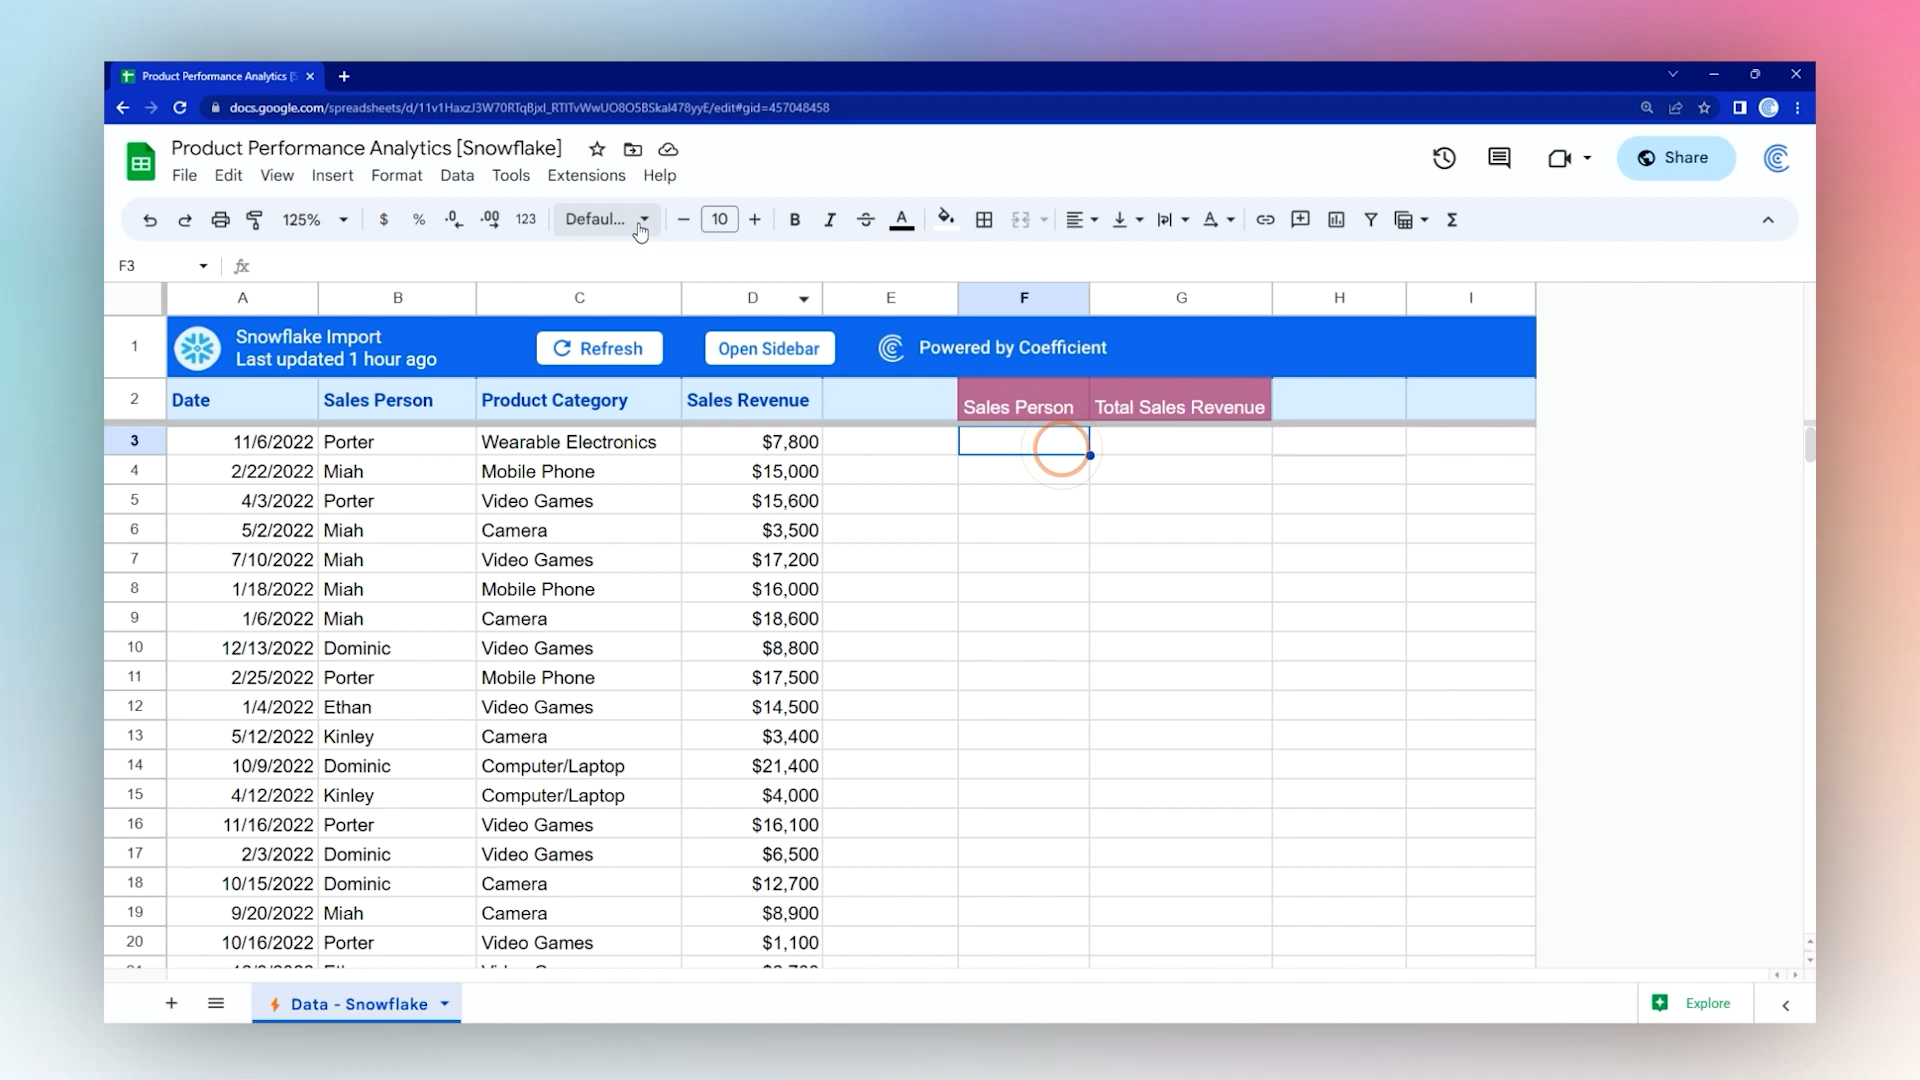 Product Performance Analytics [S
docs.google.com/spreadsheets/d/11v1HaxzJ3W70RTqBjxl_RTITvWwUO8O5BSkal478yyE/edit#gid=457048458
Product Performance Analytics [Snowflake]
File Edit View Insert Format Data Tools Extensions Help
Share
125% $ % .0 .00 123 Defaul... − 10 + B I A Σ
F3 fx
A B C D E F G H I
1 Snowflake Import
Last updated 1 hour ago
Refresh Open Sidebar Powered by Coefficient
2 Date Sales Person Product Category Sales Revenue Sales Person Total Sales Revenue
3 11/6/2022 Porter Wearable Electronics $7,800
4 2/22/2022 Miah Mobile Phone $15,000
5 4/3/2022 Porter Video Games $15,600
6 5/2/2022 Miah Camera $3,500
7 7/10/2022 Miah Video Games $17,200
8 1/18/2022 Miah Mobile Phone $16,000
9 1/6/2022 Miah Camera $18,600
10 12/13/2022 Dominic Video Games $8,800
11 2/25/2022 Porter Mobile Phone $17,500
12 1/4/2022 Ethan Video Games $14,500
13 5/12/2022 Kinley Camera $3,400
14 10/9/2022 Dominic Computer/Laptop $21,400
15 4/12/2022 Kinley Computer/Laptop $4,000
16 11/16/2022 Porter Video Games $16,100
17 2/3/2022 Dominic Video Games $6,500
18 10/15/2022 Dominic Camera $12,700
19 9/20/2022 Miah Camera $8,900
20 10/16/2022 Porter Video Games $1,100
Data - Snowflake
Explore